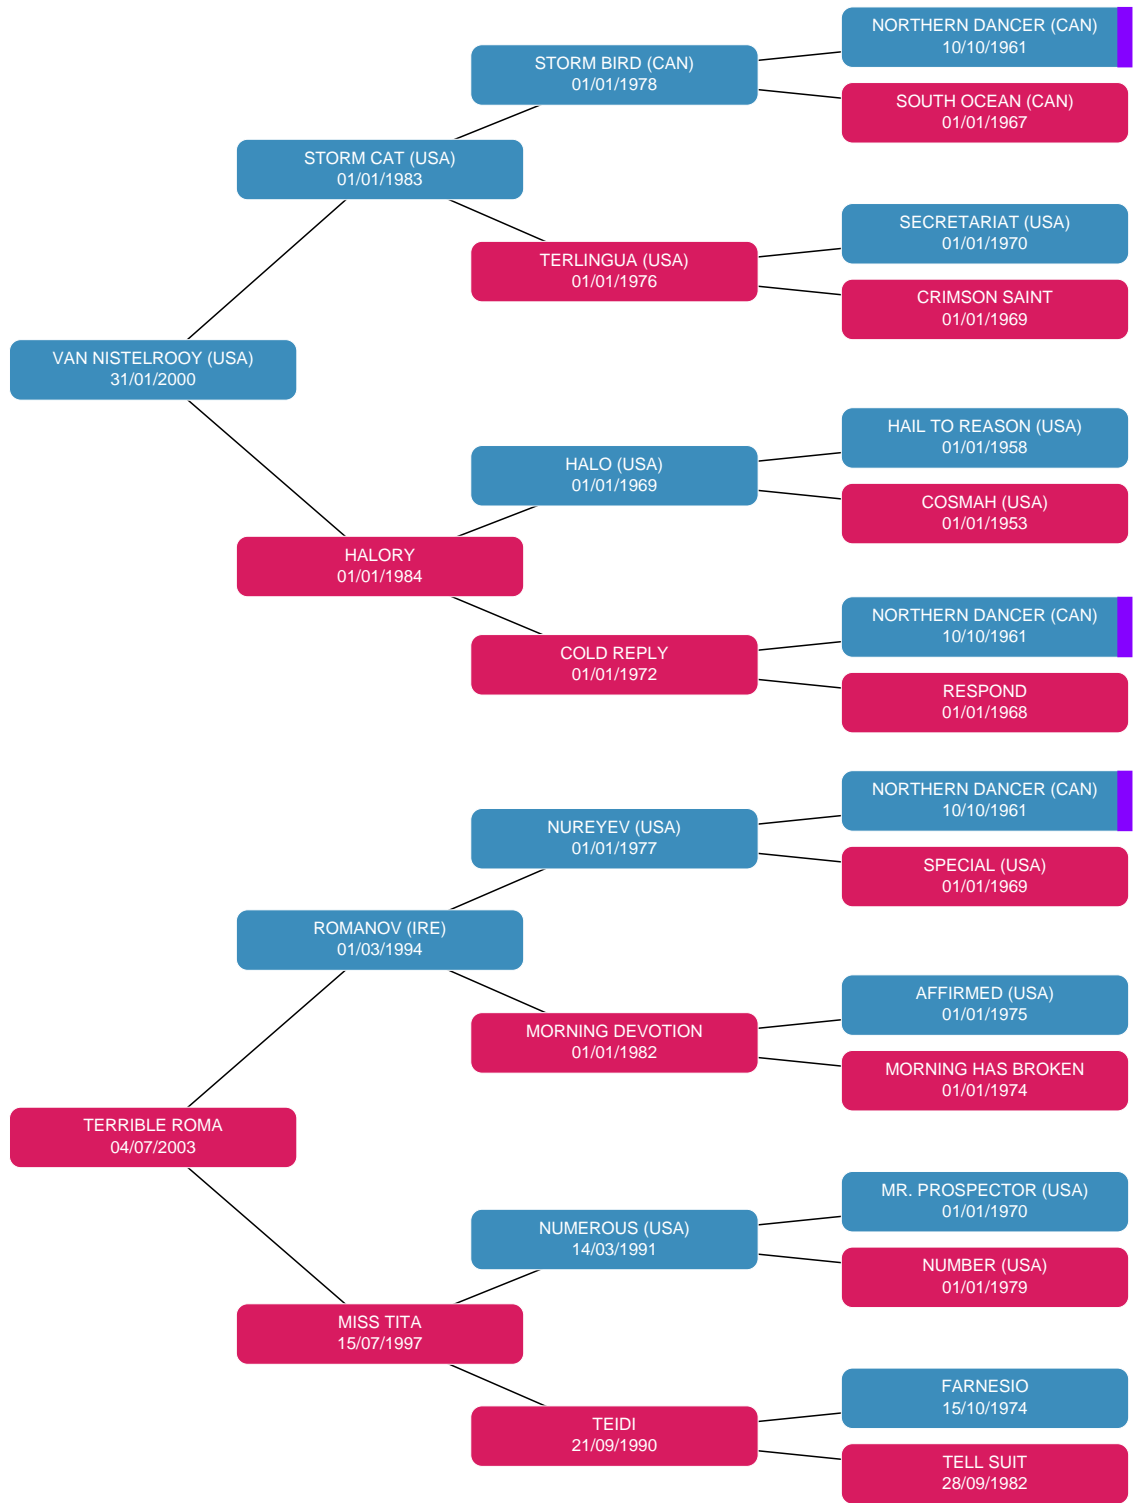 NORTHERN DANCER (CAN)
10/10/1961
STORM BIRD (CAN)
01/01/1978
SOUTH OCEAN (CAN)
01/01/1967
STORM CAT (USA)
01/01/1983
SECRETARIAT (USA)
01/01/1970
TERLINGUA (USA)
01/01/1976
CRIMSON SAINT
01/01/1969
VAN NISTELROOY (USA)
31/01/2000
HAIL TO REASON (USA)
01/01/1958
HALO (USA)
01/01/1969
COSMAH (USA)
01/01/1953
HALORY
01/01/1984
NORTHERN DANCER (CAN)
10/10/1961
COLD REPLY
01/01/1972
RESPOND
01/01/1968
NORTHERN DANCER (CAN)
10/10/1961
NUREYEV (USA)
01/01/1977
SPECIAL (USA)
01/01/1969
ROMANOV (IRE)
01/03/1994
AFFIRMED (USA)
01/01/1975
MORNING DEVOTION
01/01/1982
MORNING HAS BROKEN
01/01/1974
TERRIBLE ROMA
04/07/2003
MR. PROSPECTOR (USA)
01/01/1970
NUMEROUS (USA)
14/03/1991
NUMBER (USA)
01/01/1979
MISS TITA
15/07/1997
FARNESIO
15/10/1974
TEIDI
21/09/1990
TELL SUIT
28/09/1982